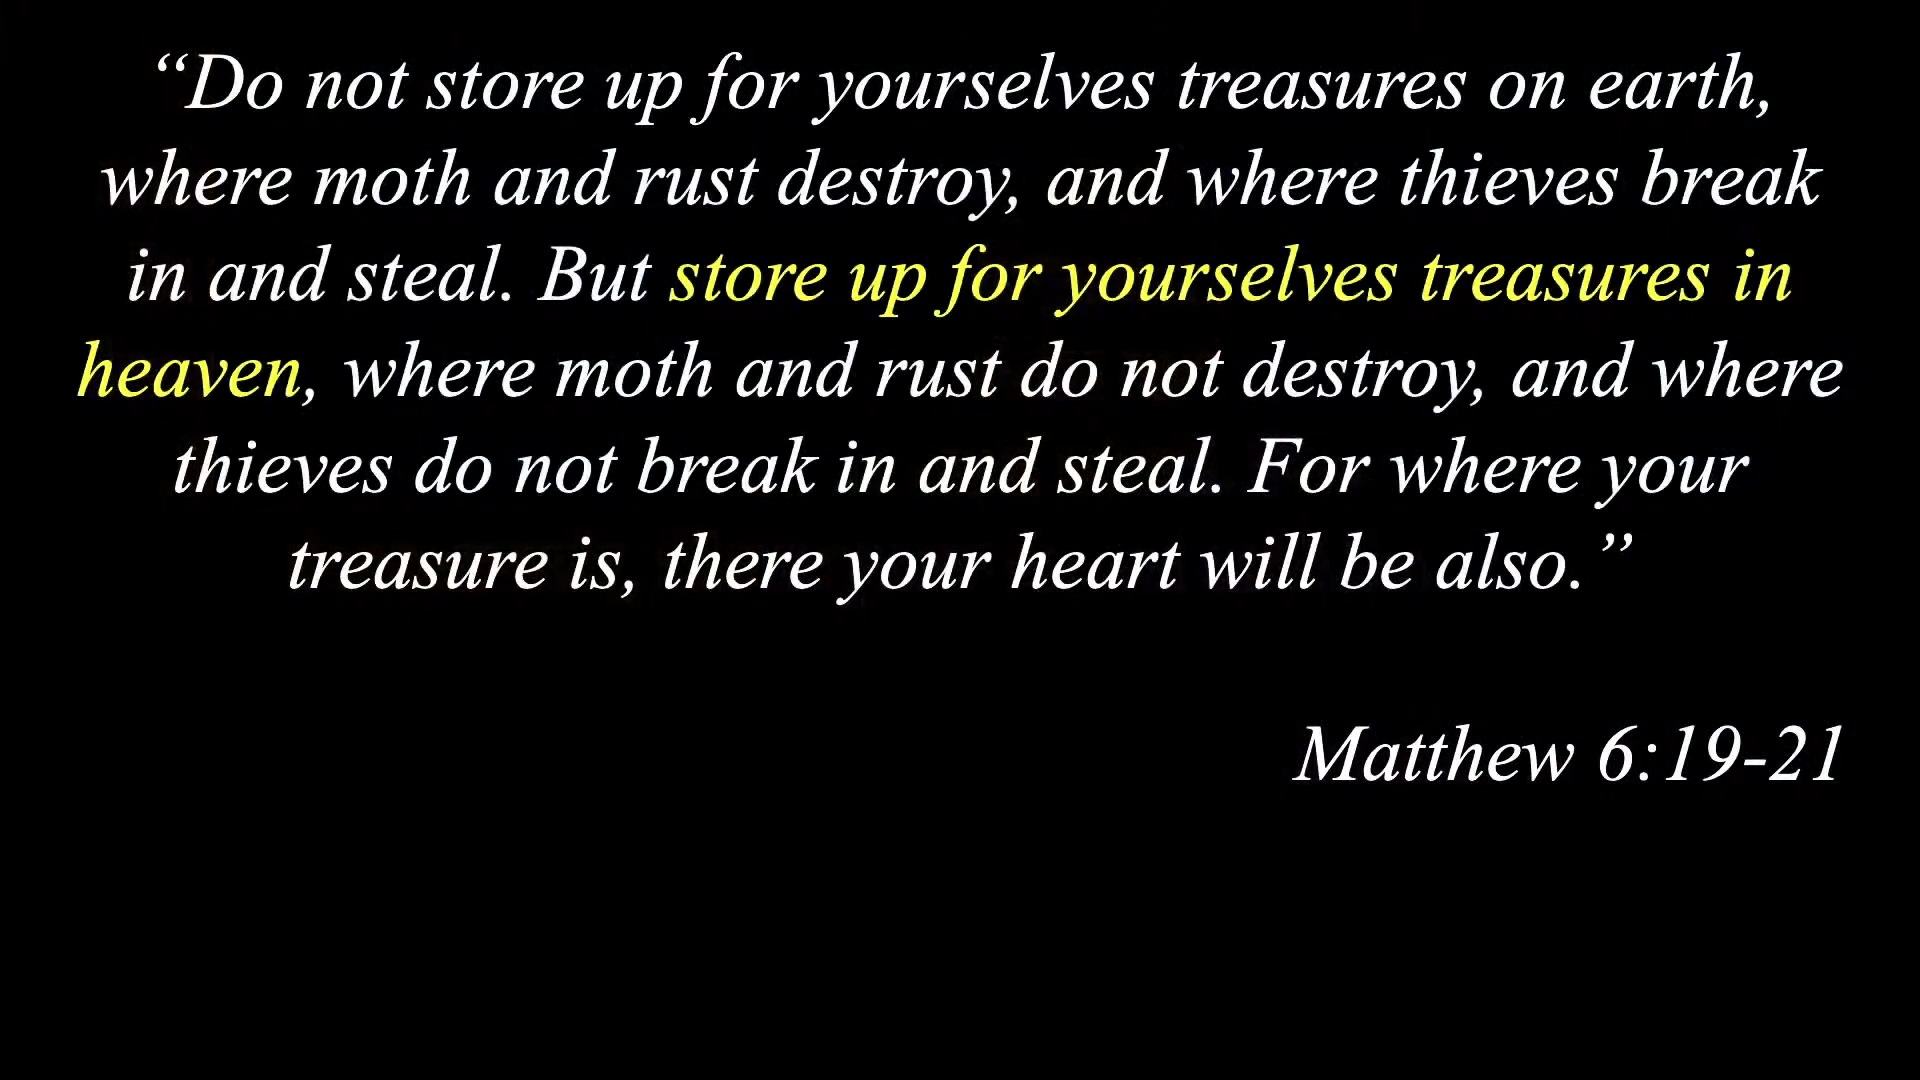 “Do not store up for yourselves treasures on earth,
where moth and rust destroy, and where thieves break
in and steal. But store up for yourselves treasures in
heaven, where moth and rust do not destroy, and where
thieves do not break in and steal. For where your
treasure is, there your heart will be also.”
Matthew 6:19-21